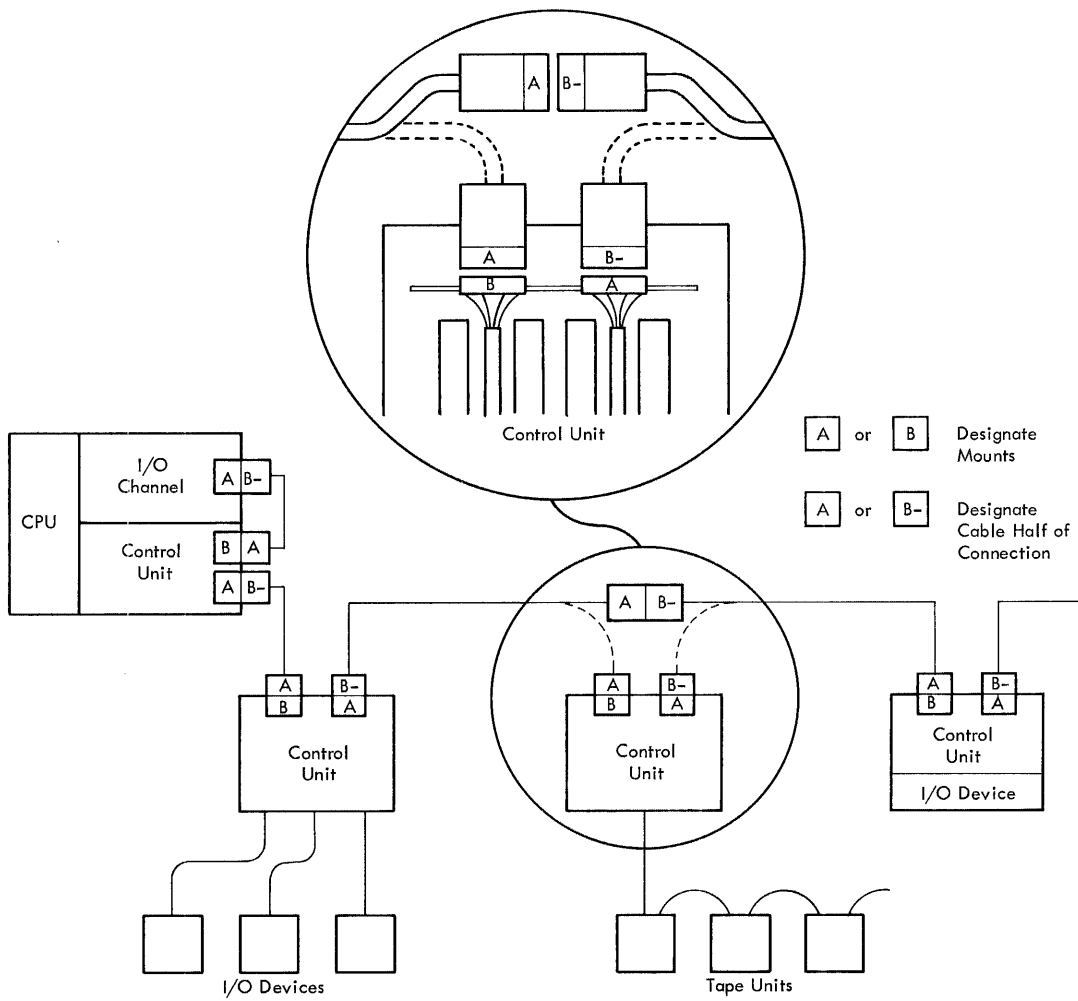 A B-
A B-
B A
Control Unit
A or B Designate
Mounts
A or B- Designate
Cable Half of
Connection
CPU
I/O
Channel
A B-
Control
Unit
B A
A B-
A B-
A B-
B A
Control
Unit
A B-
B A
Control
Unit
A B-
B A
Control
Unit
I/O Device
I/O Devices
Tape Units